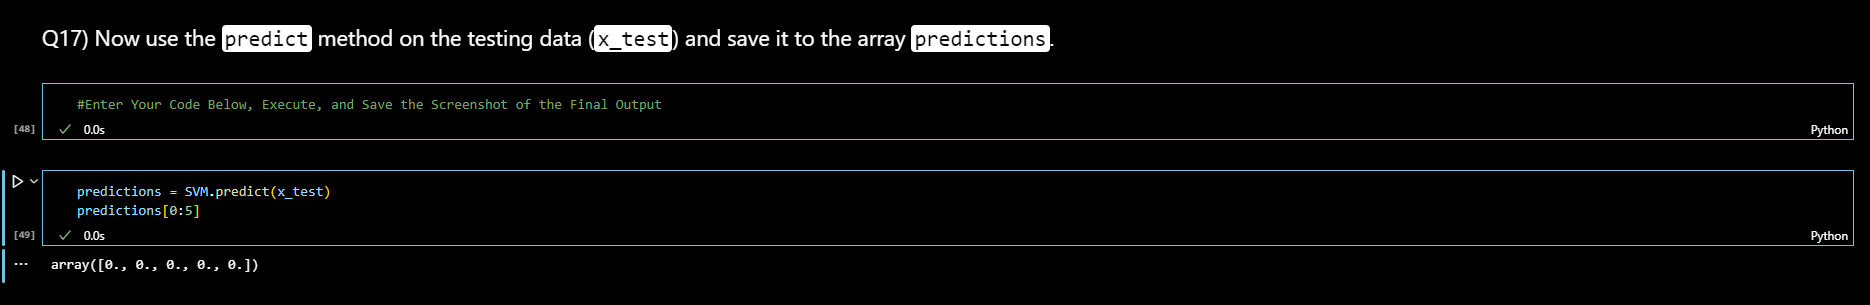 Q17) Now use the predict method on the testing data (x_test) and save it to the array predictions.
#Enter Your Code Below, Execute, and Save the Screenshot of the Final Output
[48] ✓ 0.0s Python
predictions = SVM.predict(x_test)
predictions[0:5]
[49] ✓ 0.0s Python
... array([0., 0., 0., 0., 0.])